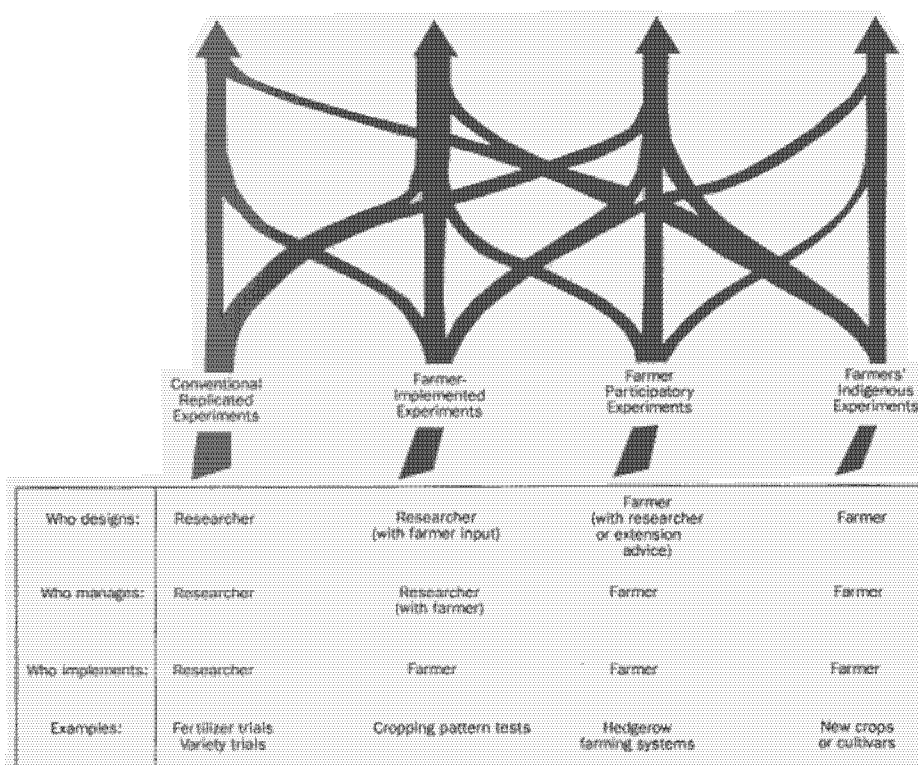 Conventional
Replicated
Experiments
Farmer-
Implemented
Experiments
Farmer
Participatory
Experiments
Farmers'
Indigenous
Experiments
Who designs:
Researcher
Researcher
(with farmer input)
Farmer
(with researcher
or extension
advice)
Farmer
Who manages:
Researcher
Researcher
(with farmer)
Farmer
Farmer
Who implements:
Researcher
Farmer
Farmer
Farmer
Examples:
Fertilizer trials
Variety trials
Cropping pattern tests
Hedgerow
farming systems
New crops
or cultivars